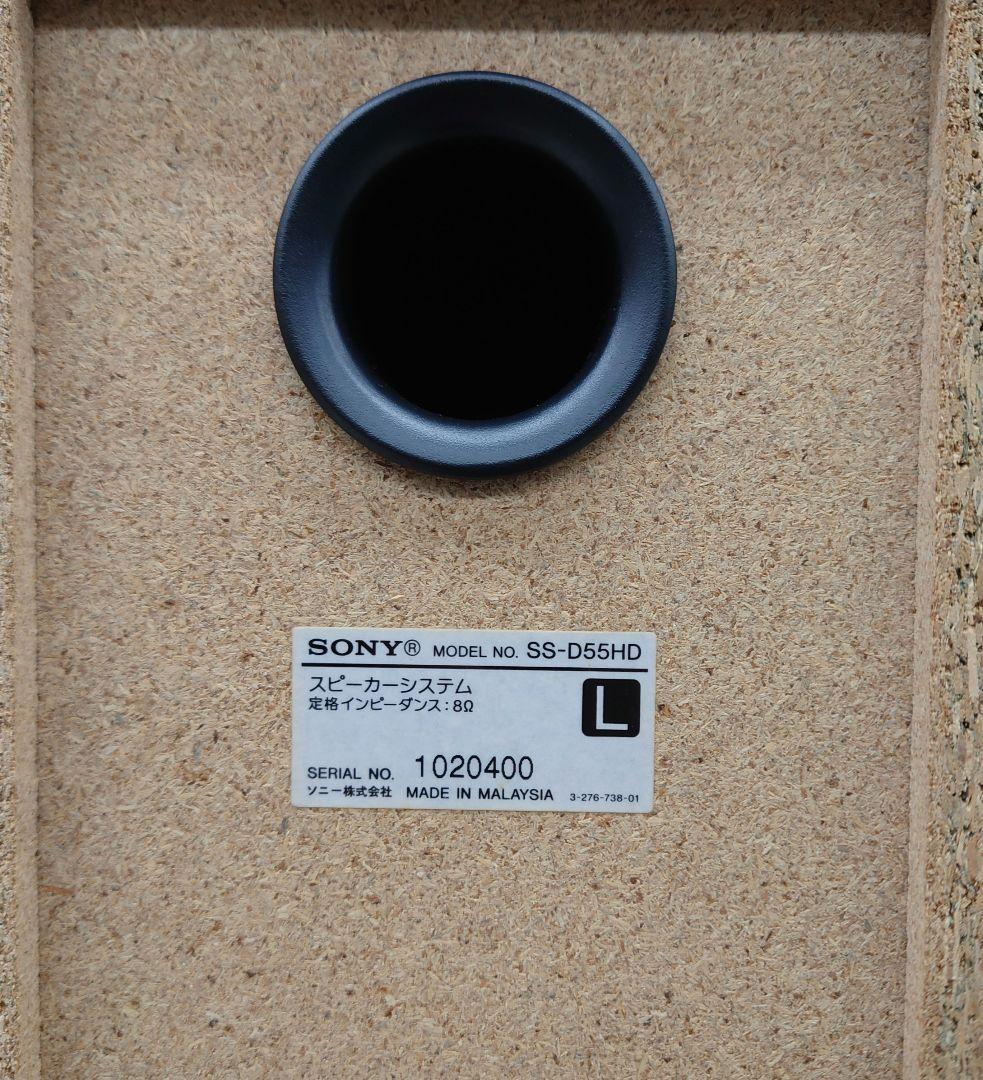 SONY® MODEL NO. SS-D55HD
スピーカーシステム
定格インピーダンス:8Ω
L
SERIAL NO. 1020400
ソニー株式会社 MADE IN MALAYSIA 3-276-738-01